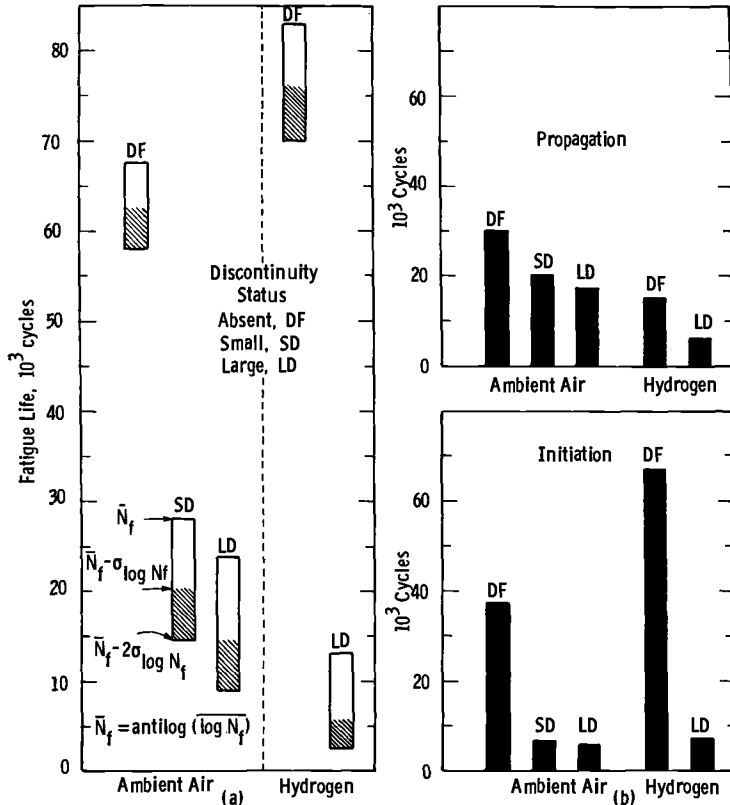 80
70
60
50
40
30
20
10
0
Fatigue Life, 10³ cycles
DF
DF
Discontinuity
Status
Absent, DF
Small, SD
Large, LD
SD
LD
LD
N̄f
N̄f-σlog Nf
N̄f-2σlog Nf
N̄f = antilog (log Nf)
Ambient Air
Hydrogen
(a)
60
40
20
0
10³ Cycles
Propagation
DF
SD
LD
DF
LD
Ambient Air
Hydrogen
60
40
20
0
10³ Cycles
Initiation
DF
SD
LD
DF
LD
Ambient Air
Hydrogen
(b)